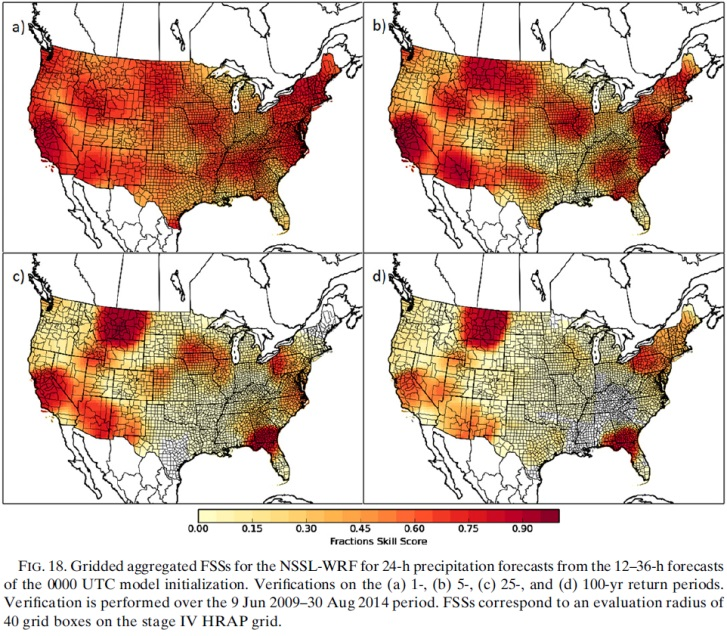 a)
b)
c)
d)
0.00 0.15 0.30 0.45 0.60 0.75 0.90
Fractions Skill Score
FIG. 18. Gridded aggregated FSSs for the NSSL-WRF for 24-h precipitation forecasts from the 12–36-h forecasts
of the 0000 UTC model initialization. Verifications on the (a) 1-, (b) 5-, (c) 25-, and (d) 100-yr return periods.
Verification is performed over the 9 Jun 2009–30 Aug 2014 period. FSSs correspond to an evaluation radius of
40 grid boxes on the stage IV HRAP grid.